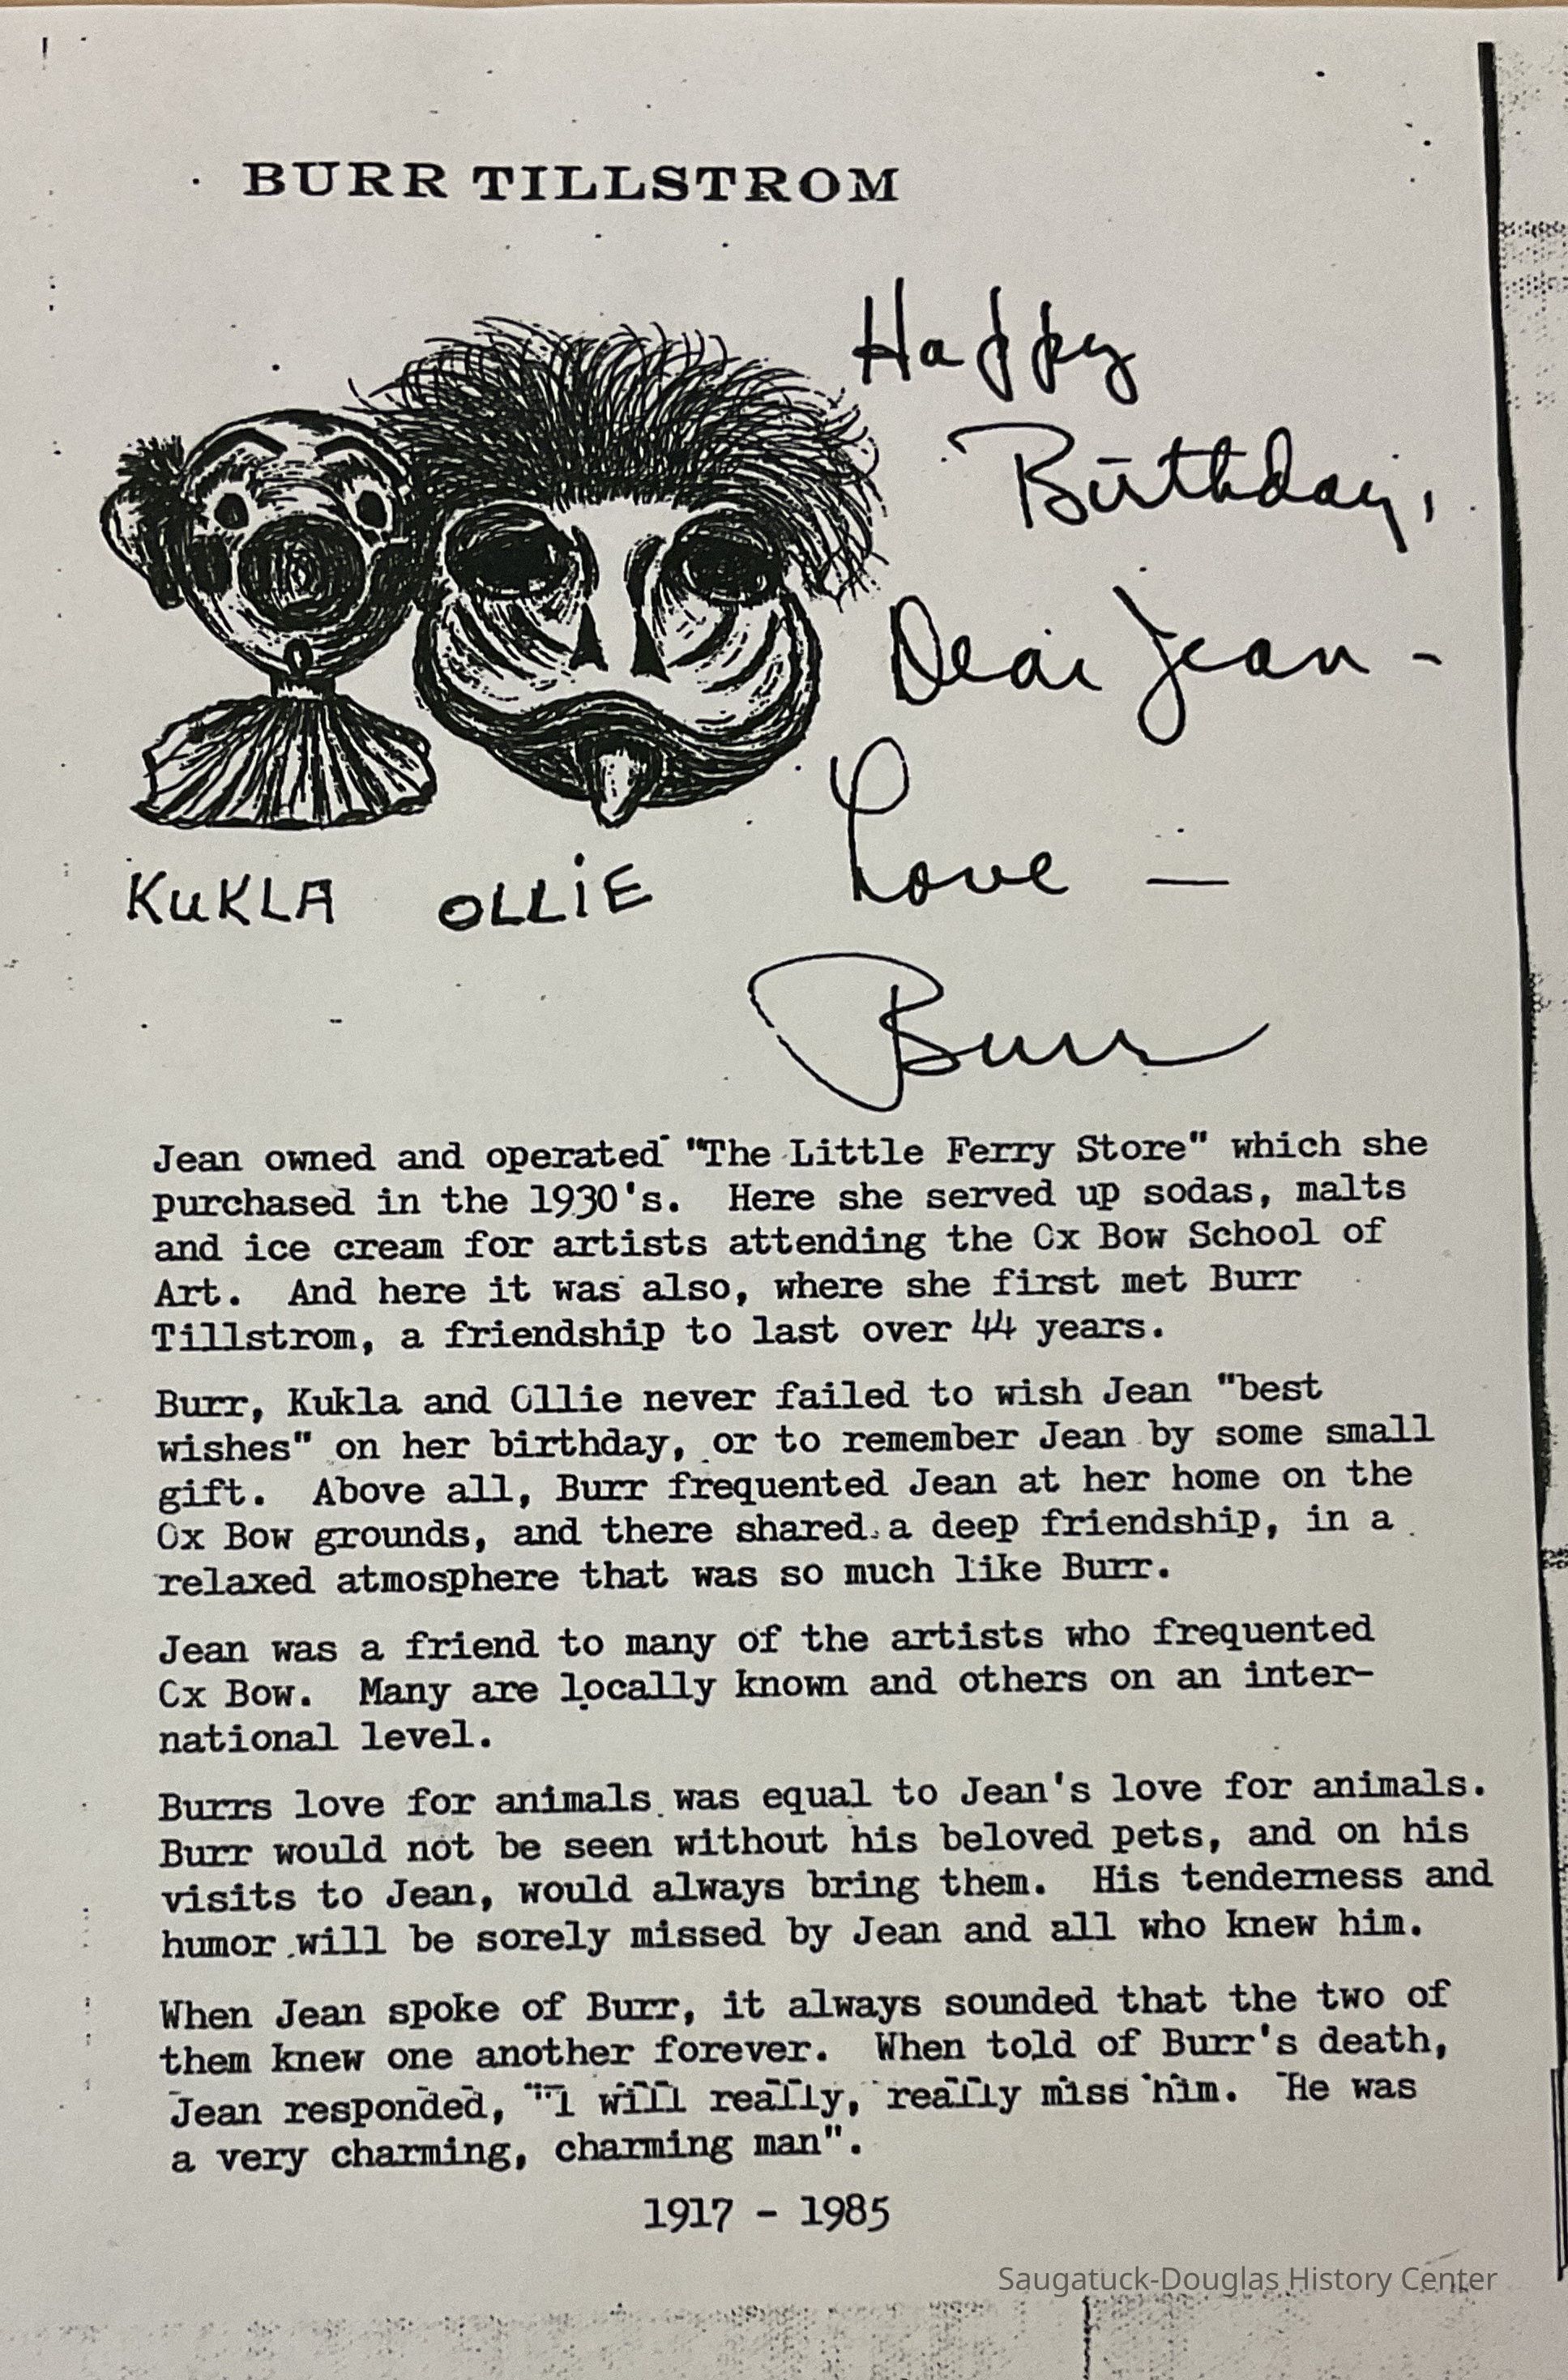 BURR TILLSTROM
Happy
Birthday,
Dear Jean -
Love —
KUKLA OLLIE
Burr
Jean owned and operated "The Little Ferry Store" which she
purchased in the 1930's. Here she served up sodas, malts
and ice cream for artists attending the Ox Bow School of
Art. And here it was also, where she first met Burr
Tillstrom, a friendship to last over 44 years.
Burr, Kukla and Ollie never failed to wish Jean "best
wishes" on her birthday, or to remember Jean by some small
gift. Above all, Burr frequented Jean at her home on the
Ox Bow grounds, and there shared a deep friendship, in a
relaxed atmosphere that was so much like Burr.
Jean was a friend to many of the artists who frequented
Ox Bow. Many are locally known and others on an inter-
national level.
Burrs love for animals was equal to Jean's love for animals.
Burr would not be seen without his beloved pets, and on his
visits to Jean, would always bring them. His tenderness and
humor will be sorely missed by Jean and all who knew him.
When Jean spoke of Burr, it always sounded that the two of
them knew one another forever. When told of Burr's death,
Jean responded, "I will really, really miss him. He was
a very charming, charming man".
1917 - 1985
Saugatuck-Douglas History Center